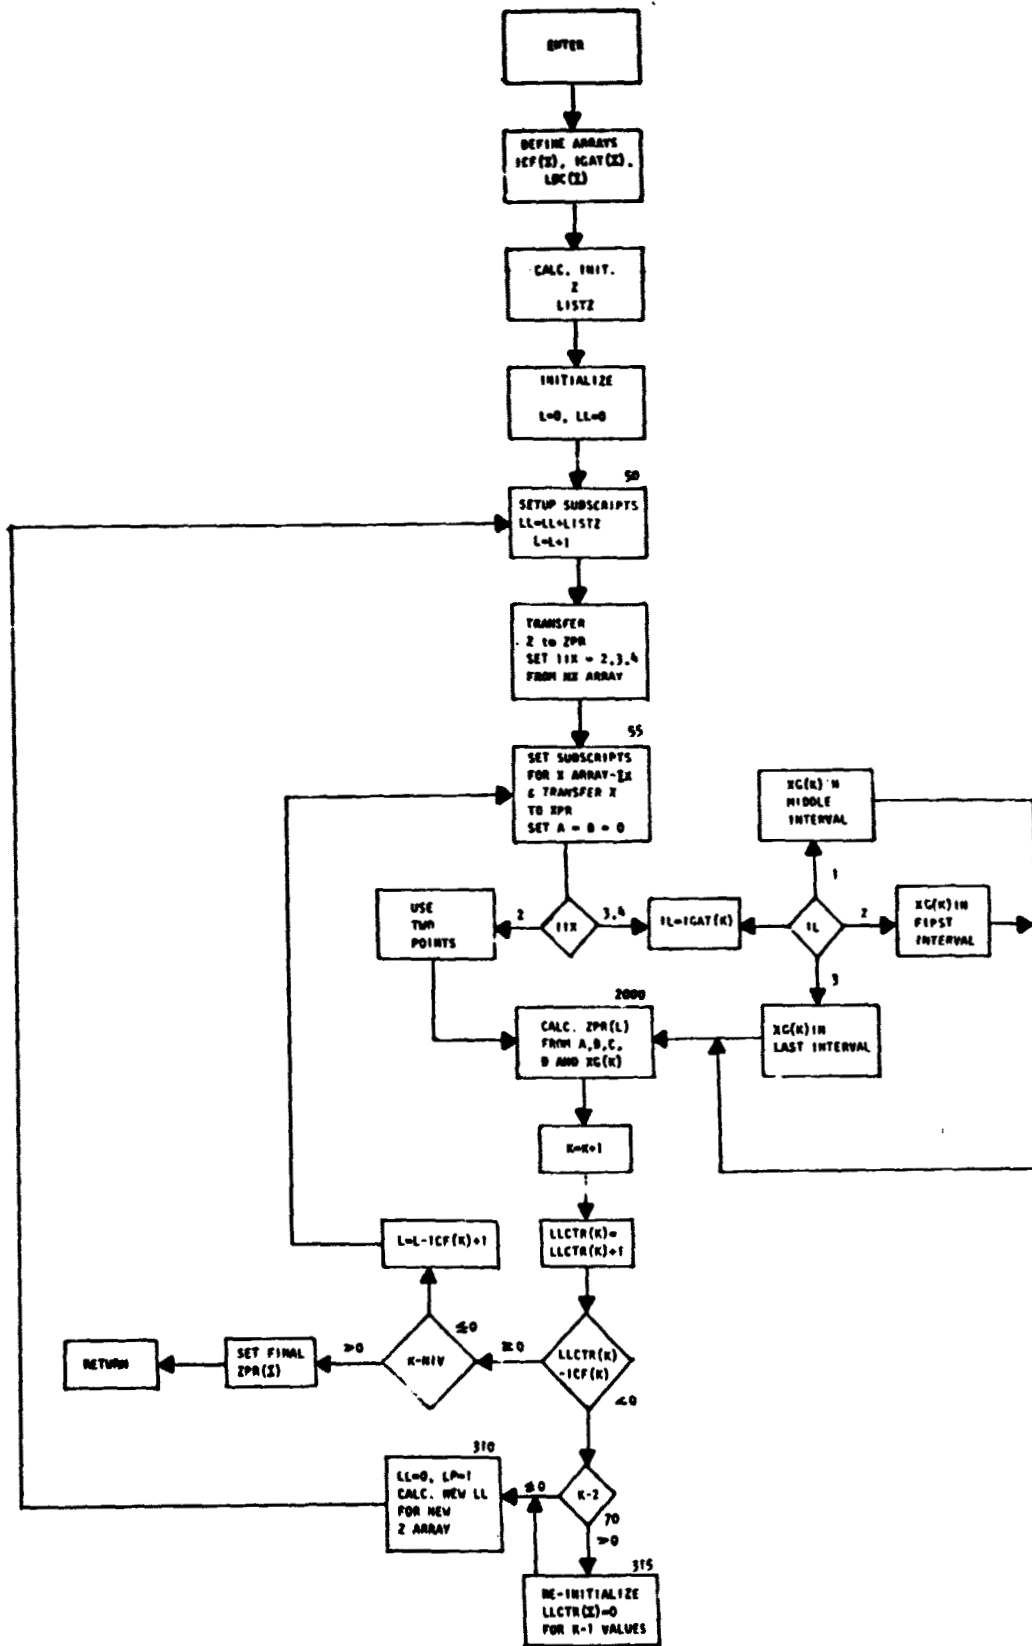 ENTER
DEFINE ARRAYS
ICF(I), IGAT(I),
LOC(I)
CALC. INIT.
Z
LISTZ
INITIALIZE
L=0, LL=0
50
SETUP SUBSCRIPTS
LL=LL+LISTZ
L=L+1
TRANSFER
Z to ZPR
SET IIX = 2,3,4
FROM NX ARRAY
55
SET SUBSCRIPTS
FOR X ARRAY-IX
& TRANSFER X
TO XPR
SET A = B = 0
XG(K) IN
MIDDLE
INTERVAL
1
USE
TWO
POINTS
2
IIX
3,4
IL=IGAT(K)
IL
2
XG(K)IN
FIRST
INTERVAL
3
2000
CALC. ZPR(L)
FROM A,B,C,
D AND XG(K)
XG(K)IN
LAST INTERVAL
K=K+1
L=L-ICF(K)+1
LLCTR(K)=
LLCTR(K)+1
≤0
RETURN
SET FINAL
ZPR(I)
>0
K-NIV
≥0
LLCTR(K)
-ICF(K)
<0
310
LL=0, LP=1
CALC. NEW LL
FOR NEW
Z ARRAY
≤0
K-2
70
>0
315
RE-INITIALIZE
LLCTR(I)=0
FOR K-1 VALUES